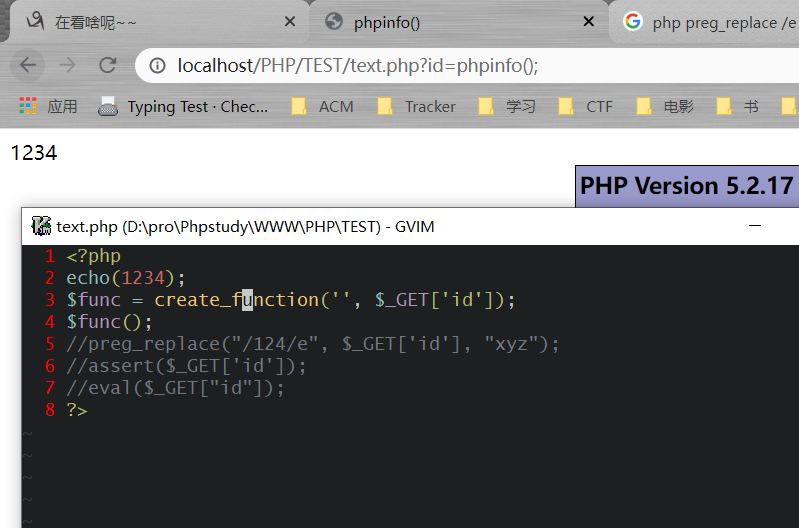 在看啥呢~~ phpinfo() php preg_replace /e
localhost/PHP/TEST/text.php?id=phpinfo();
应用 Typing Test · Chec... ACM Tracker 学习 CTF 电影 书
1234
PHP Version 5.2.17
text.php (D:\pro\Phpstudy\WWW\PHP\TEST) - GVIM
1 <?php
2 echo(1234);
3 $func = create_function('', $_GET['id']);
4 $func();
5 //preg_replace("/124/e", $_GET['id'], "xyz");
6 //assert($_GET['id']);
7 //eval($_GET["id"]);
8 ?>
~
~
~
~
~